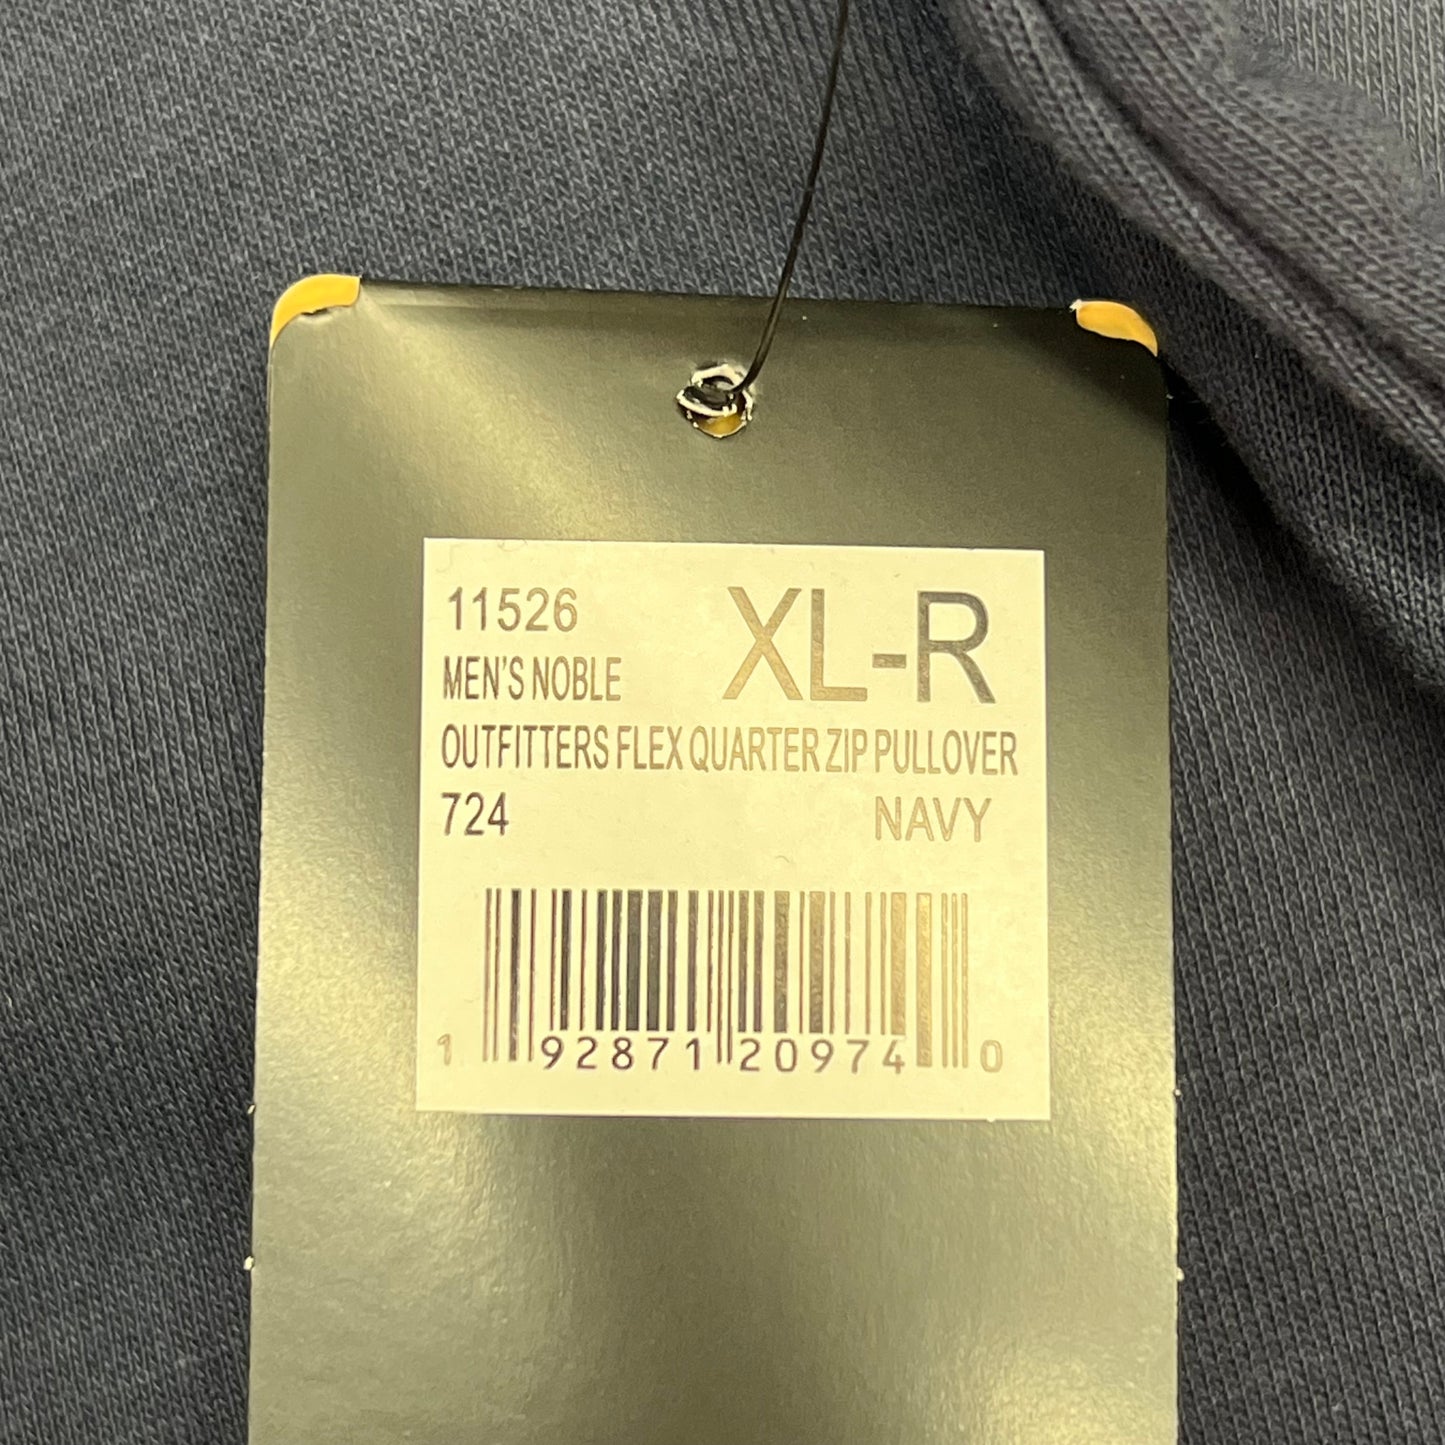 11526 XL-R
MEN'S NOBLE
OUTFITTERS FLEX QUARTER ZIP PULLOVER
724 NAVY
1 92871 20974 0